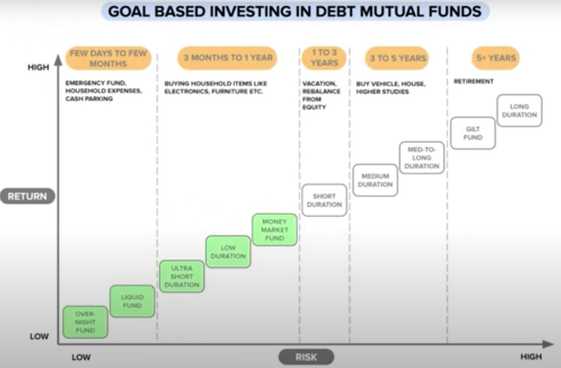 GOAL BASED INVESTING IN DEBT MUTUAL FUNDS
FEW DAYS TO FEW
MONTHS
3 MONTHS TO 1 YEAR
1 TO 3
YEARS
3 TO 5 YEARS
5+ YEARS
HIGH
EMERGENCY FUND,
HOUSEHOLD EXPENSES,
CASH PARKING
BUYING HOUSEHOLD ITEMS LIKE
ELECTRONICS, FURNITURE ETC.
VACATION,
REBALANCE
FROM
EQUITY
BUY VEHICLE, HOUSE,
HIGHER STUDIES
RETIREMENT
LONG
DURATION
GILT
FUND
MED-TO-
LONG
DURATION
MEDIUM
DURATION
RETURN
SHORT
DURATION
MONEY
MARKET
FUND
LOW
DURATION
ULTRA
SHORT
DURATION
LIQUID
FUND
OVER-
NIGHT
FUND
LOW
LOW
RISK
HIGH